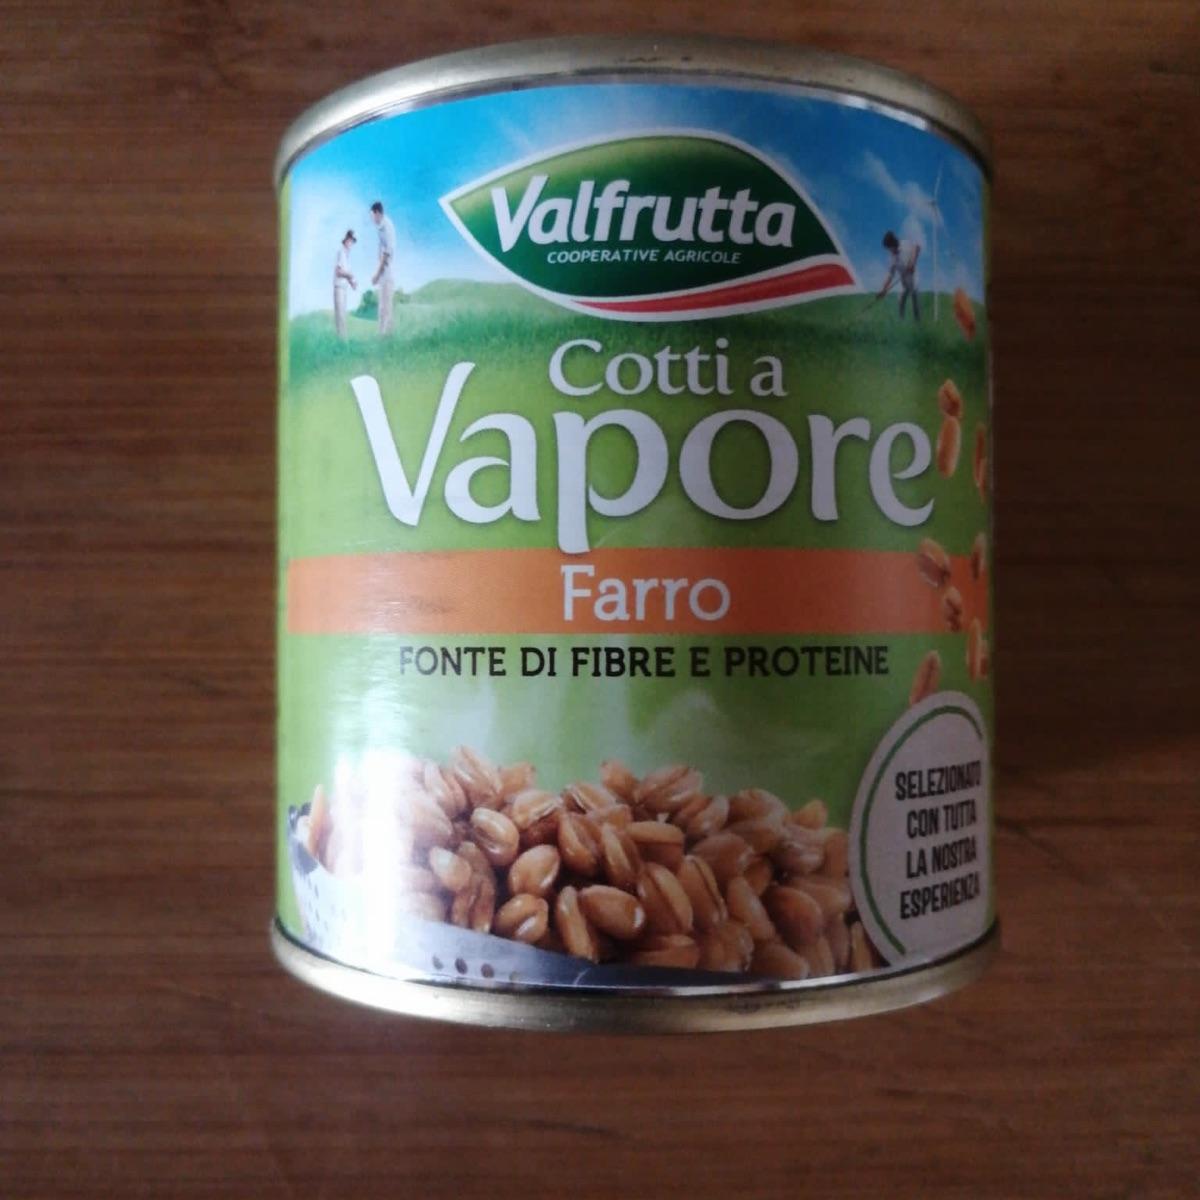 Valfrutta
COOPERATIVE AGRICOLE
Cotti a
Vapore
Farro
FONTE DI FIBRE E PROTEINE
SELEZIONATO
CON TUTTA
LA NOSTRA
ESPERIENZA